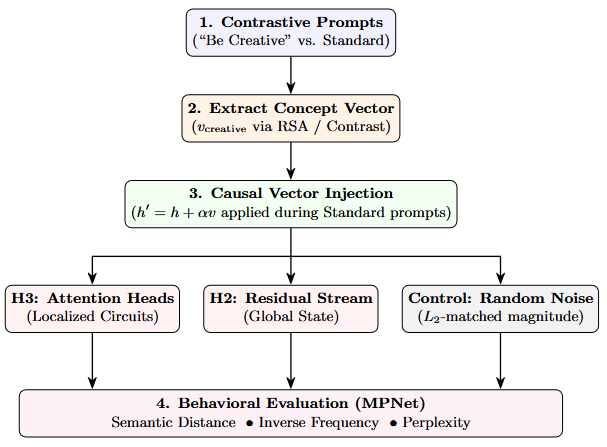 1. Contrastive Prompts
(“Be Creative” vs. Standard)
2. Extract Concept Vector
(v_creative via RSA / Contrast)
3. Causal Vector Injection
(h′ = h + αv applied during Standard prompts)
H3: Attention Heads
(Localized Circuits)
H2: Residual Stream
(Global State)
Control: Random Noise
(L₂-matched magnitude)
4. Behavioral Evaluation (MPNet)
Semantic Distance • Inverse Frequency • Perplexity